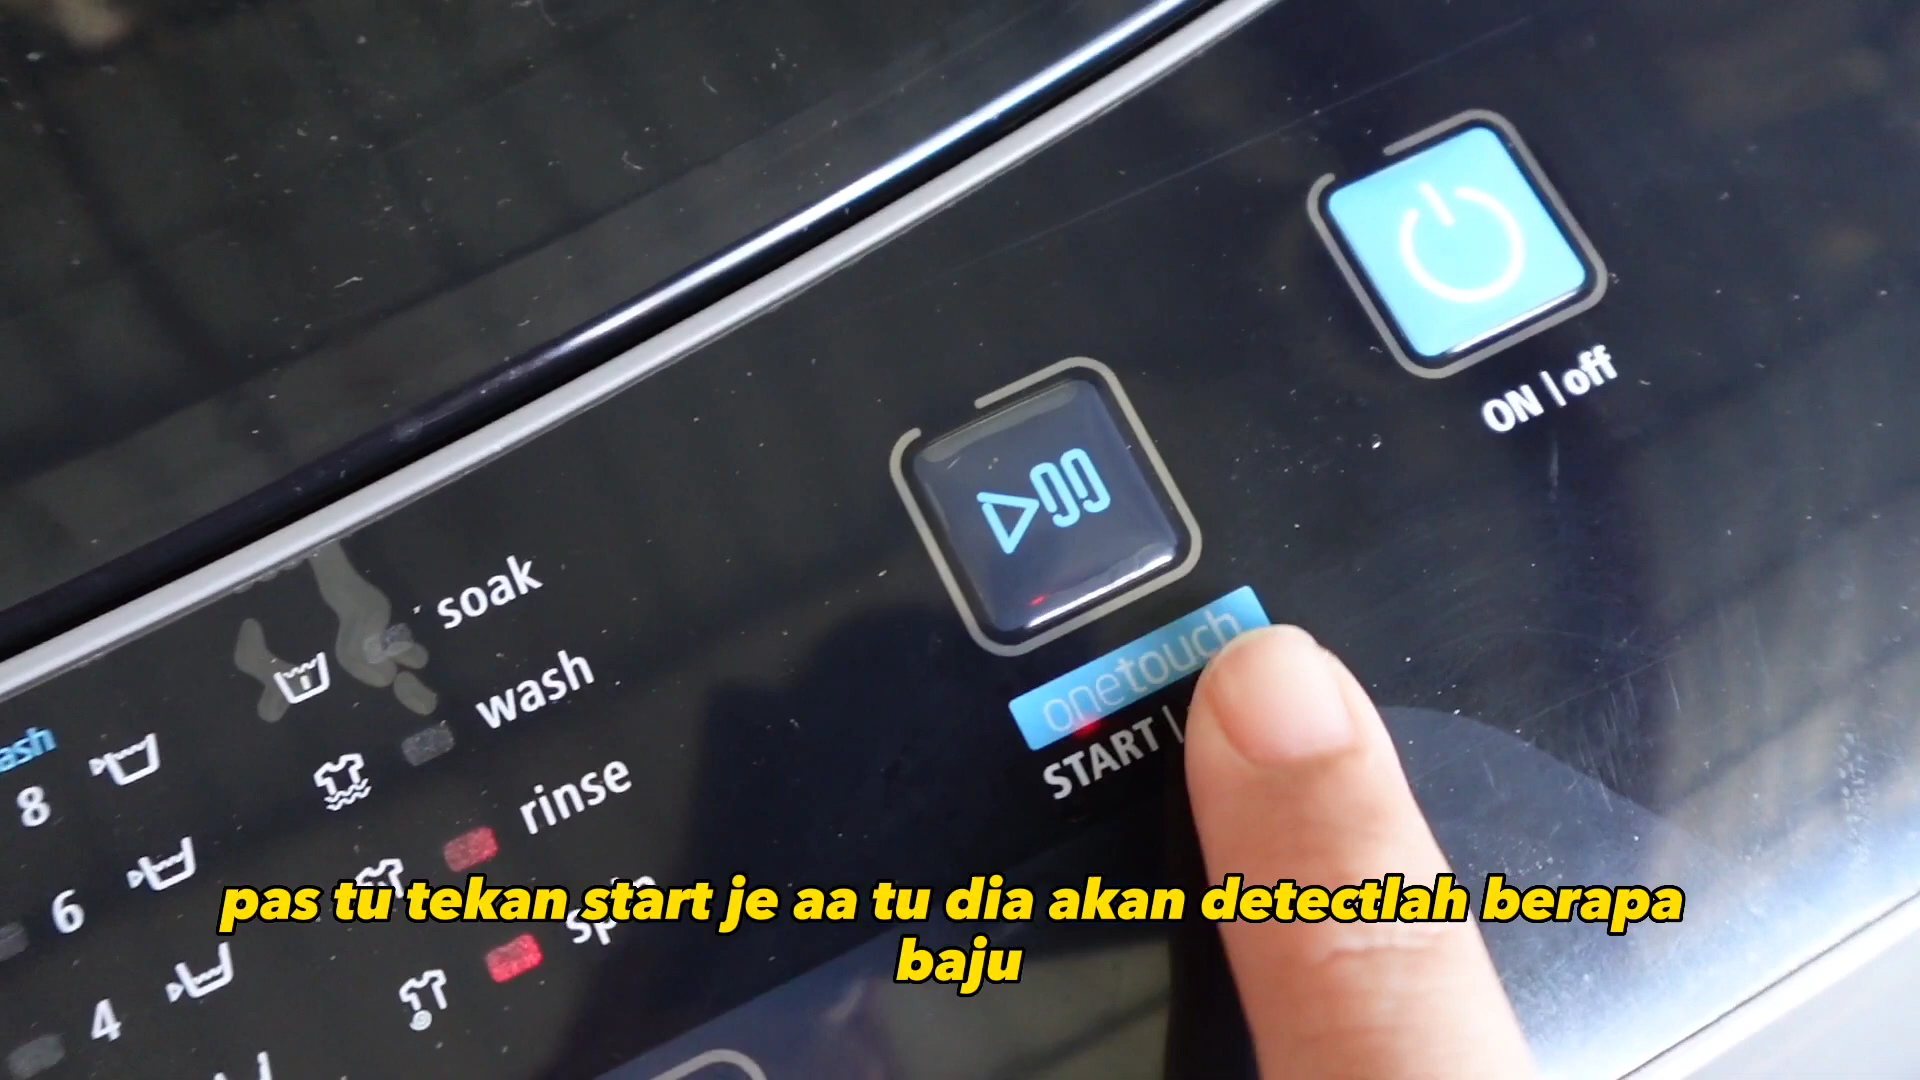 ON | off
onetouch
START |
soak
wash
rinse
ash
8
6
4
pas tu tekan start je aa tu dia akan detectlah berapa
baju